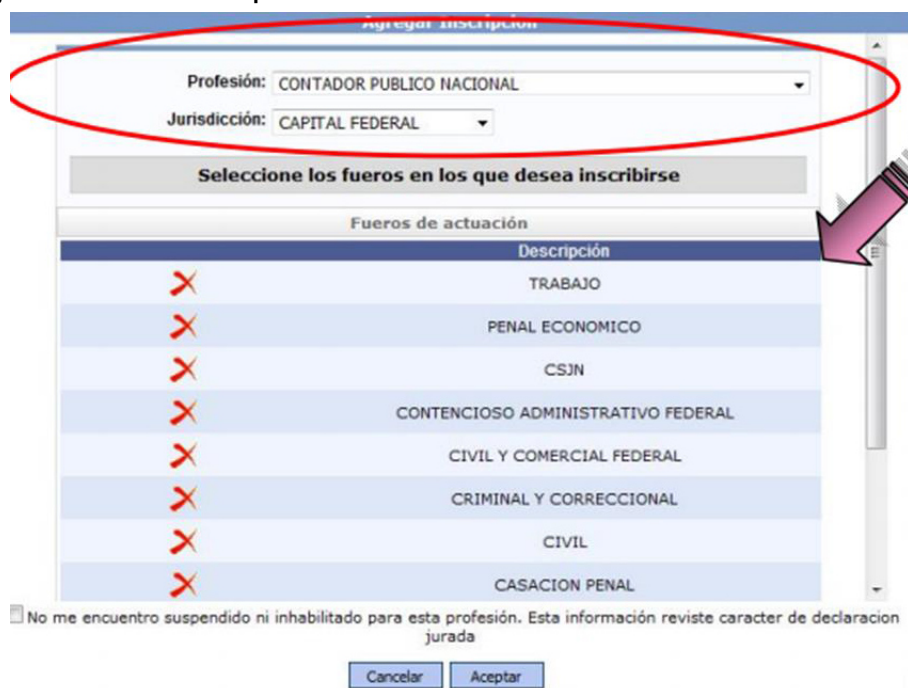 Agregar Inscripción
Profesión: CONTADOR PUBLICO NACIONAL
Jurisdicción: CAPITAL FEDERAL
Seleccione los fueros en los que desea inscribirse
Fueros de actuación
Descripción
TRABAJO
PENAL ECONOMICO
CSJN
CONTENCIOSO ADMINISTRATIVO FEDERAL
CIVIL Y COMERCIAL FEDERAL
CRIMINAL Y CORRECCIONAL
CIVIL
CASACION PENAL
No me encuentro suspendido ni inhabilitado para esta profesión. Esta información reviste caracter de declaracion
jurada
Cancelar Aceptar